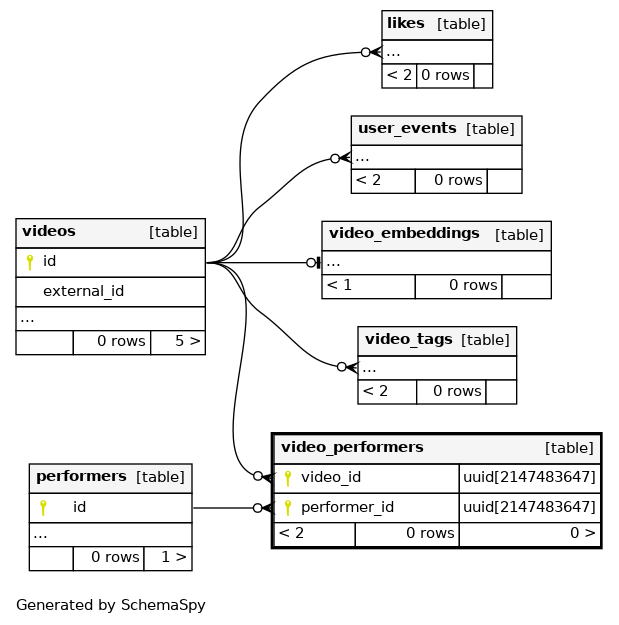 likes [table]
...
< 2 0 rows
user_events [table]
...
< 2 0 rows
videos [table]
id
external_id
...
0 rows 5 >
video_embeddings [table]
...
< 1 0 rows
video_tags [table]
...
< 2 0 rows
video_performers [table]
video_id uuid[2147483647]
performer_id uuid[2147483647]
< 2 0 rows 0 >
performers [table]
id
...
0 rows 1 >
Generated by SchemaSpy